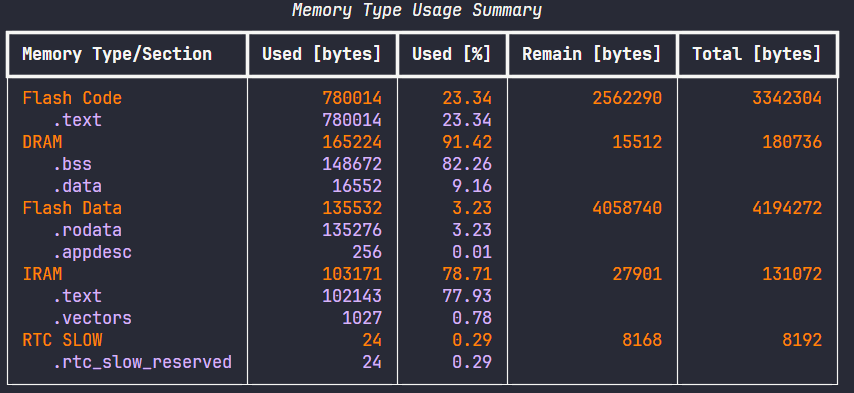 Memory Type Usage Summary
Memory Type/Section Used [bytes] Used [%] Remain [bytes] Total [bytes]
Flash Code 780014 23.34 2562290 3342304
.text 780014 23.34
DRAM 165224 91.42 15512 180736
.bss 148672 82.26
.data 16552 9.16
Flash Data 135532 3.23 4058740 4194272
.rodata 135276 3.23
.appdesc 256 0.01
IRAM 103171 78.71 27901 131072
.text 102143 77.93
.vectors 1027 0.78
RTC SLOW 24 0.29 8168 8192
.rtc_slow_reserved 24 0.29